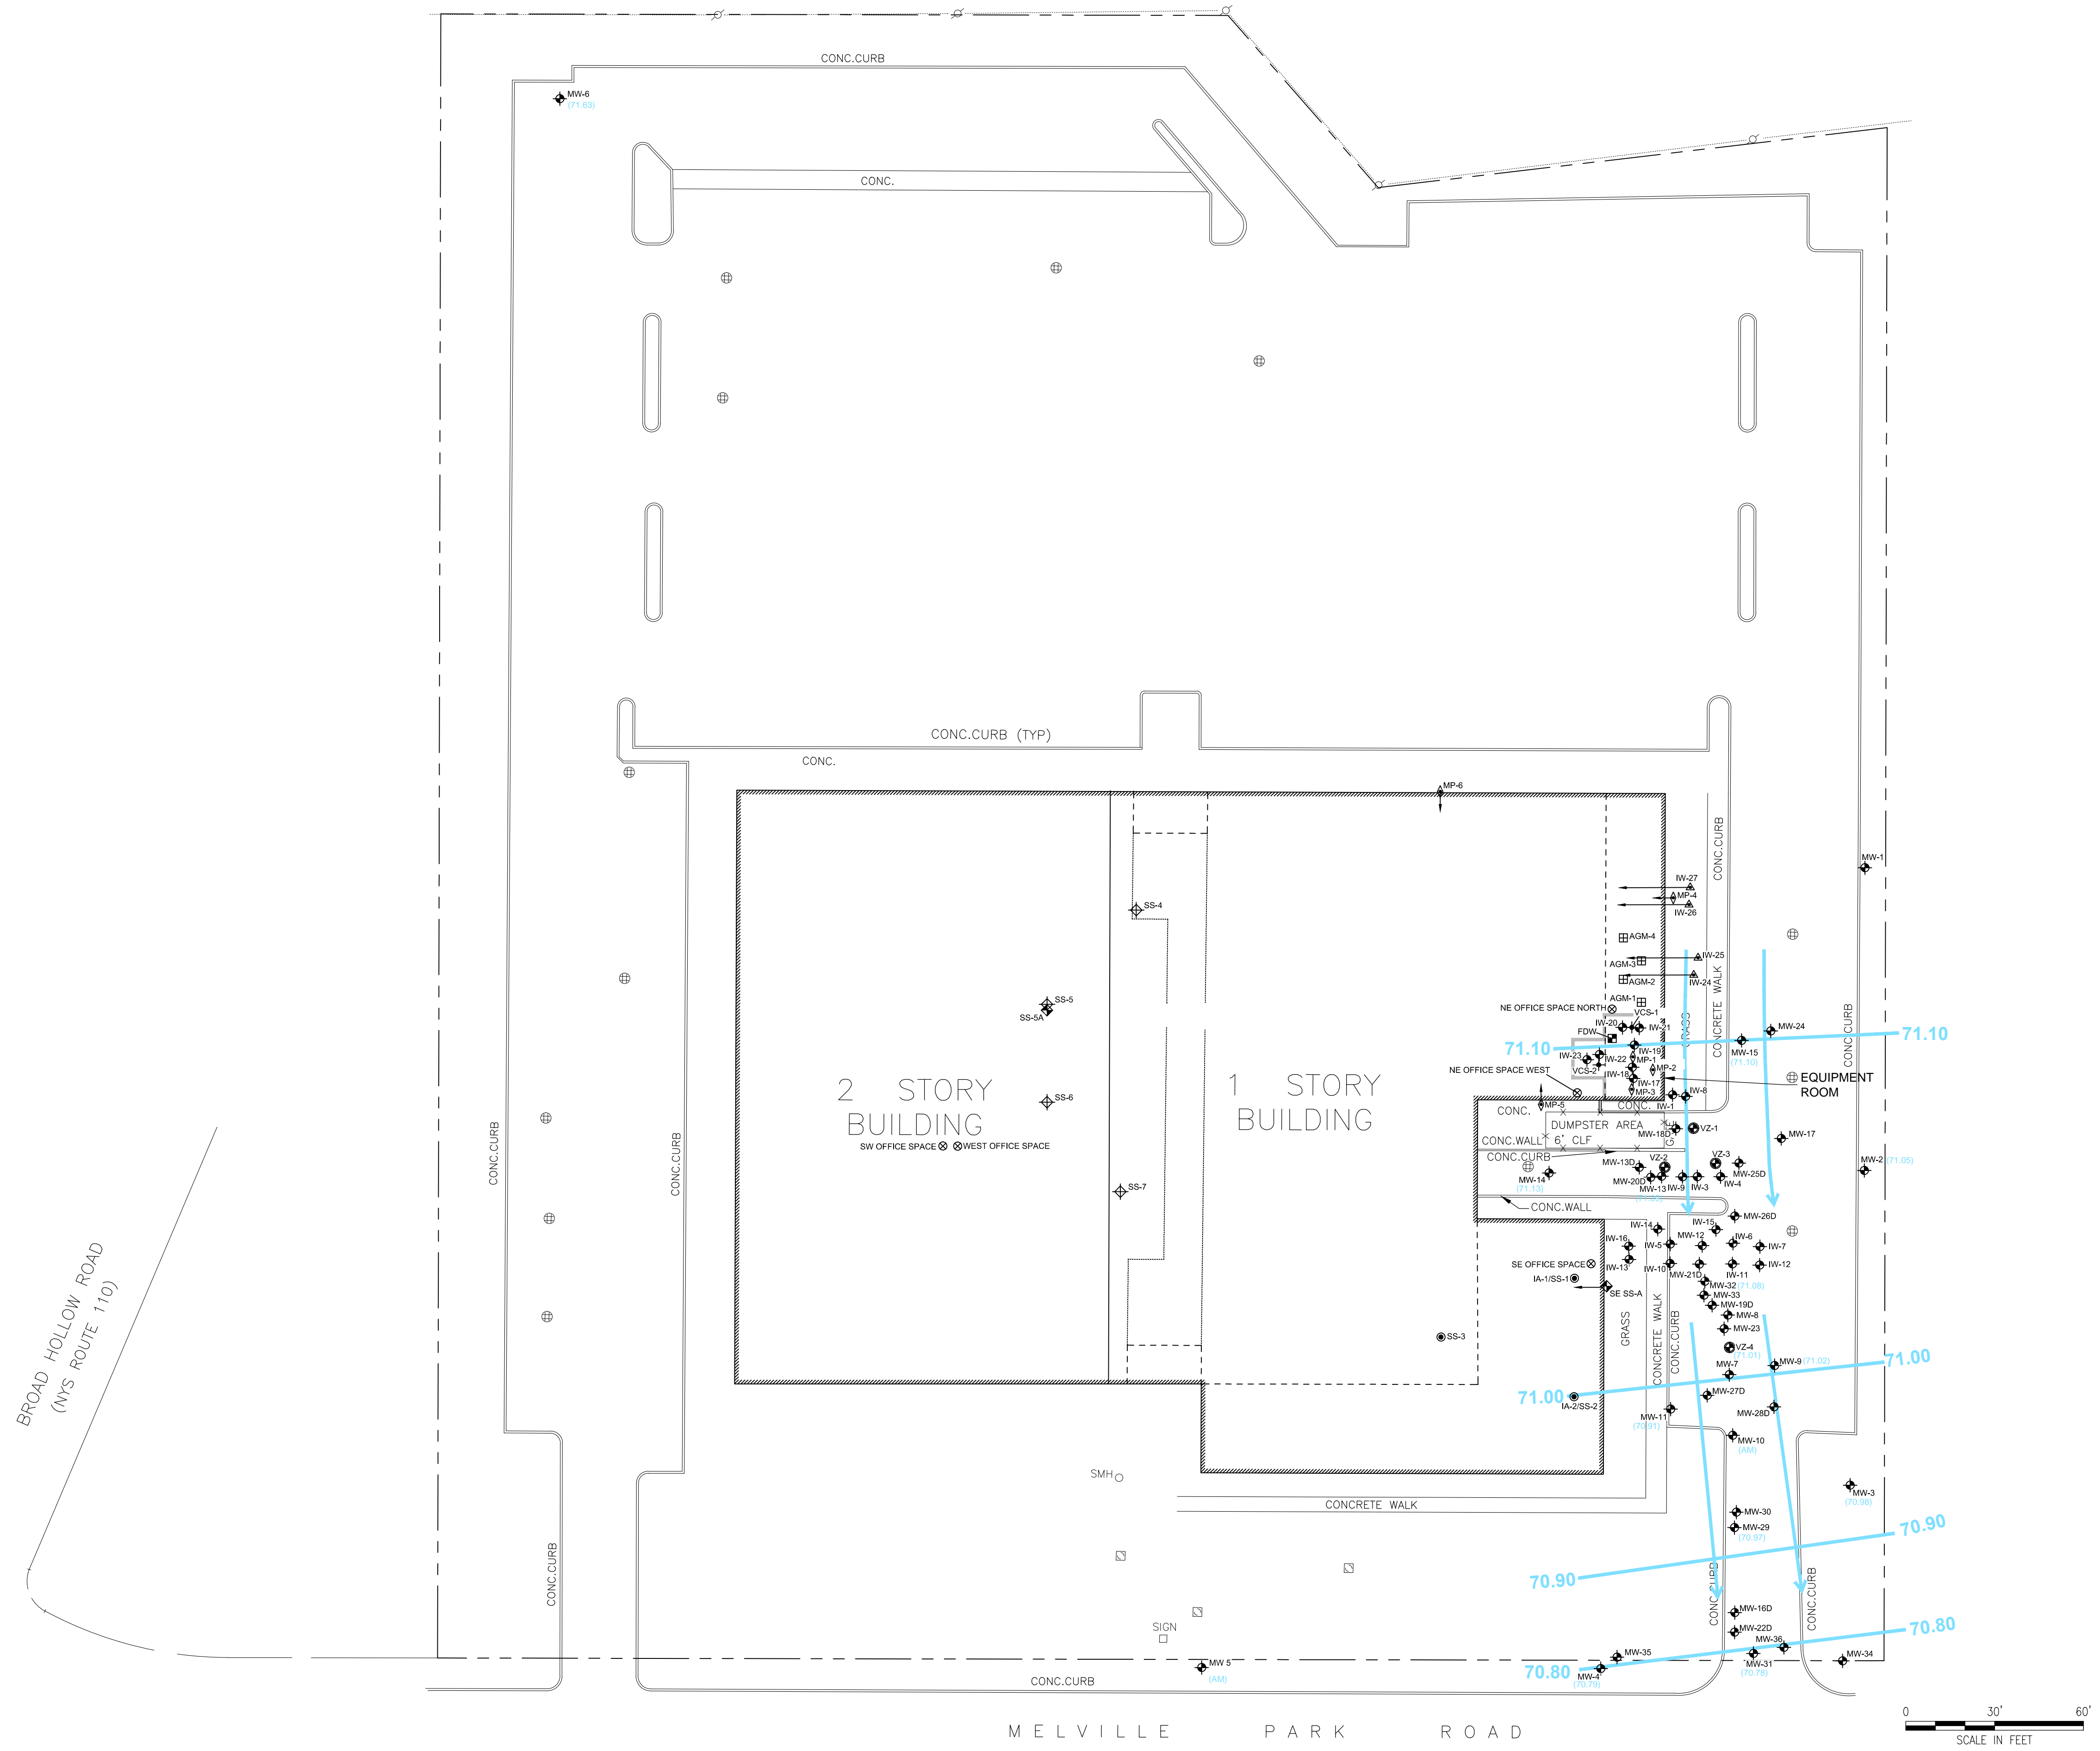 CONC.CURB
MW-6
(71.63)
CONC.
CONC.CURB (TYP)
CONC.
MP-6
CONC.CURB
MW-1
IW-27
MP-4
IW-26
SS-4
AGM-4
IW-25
AGM-3
IW-24
AGM-2
CONCRETE WALK
SS-5
SS-5A
AGM-1
NE OFFICE SPACE NORTH
VCS-1
GRASS
CONC.CURB
IW-20
IW-21
FDW
MW-24
71.10
71.10
IW-19
MW-15
(71.10)
IW-23
IW-22
MP-1
VCS-2
NE OFFICE SPACE WEST
IW-18
MP-2
IW-17
MP-3
EQUIPMENT
ROOM
2 STORY
BUILDING
1 STORY
BUILDING
SS-6
IW-8
IW-1
MP-5
CONC.
CONC.
DUMPSTER AREA
6' CLF
MW-18D
VZ-1
MW-17
CONC.WALL
SW OFFICE SPACE
WEST OFFICE SPACE
CONC.CURB
CONC.CURB
CONC.CURB
VZ-2
VZ-3
MW-2 (71.05)
MW-13D
MW-25D
MW-14
(71.13)
MW-20D
MW-13
IW-9
IW-3
IW-4
SS-7
CONC.WALL
MW-26D
IW-14
IW-15
IW-16
IW-5
MW-12
IW-6
IW-7
SE OFFICE SPACE
IW-13
IW-10
MW-21D
IW-11
IW-12
IA-1/SS-1
MW-32 (71.08)
SE SS-A
MW-33
MW-19D
MW-8
MW-23
SS-3
GRASS
CONCRETE WALK
CONC.CURB
VZ-4
(71.01)
MW-9 (71.02)
MW-7
71.00
71.00
MW-27D
IA-2/SS-2
MW-11
(70.91)
MW-28D
MW-10
(AM)
BROAD HOLLOW ROAD
(NYS ROUTE 110)
SMH
MW-3
(70.98)
CONCRETE WALK
MW-30
MW-29
(70.97)
70.90
70.90
CONC.CURB
CONC.CURB
CONC.CURB
MW-16D
SIGN
MW-22D
70.80
MW-36
MW-35
MW-31
(70.78)
MW-34
MW 5
(AM)
70.80
MW-4
(70.79)
CONC.CURB
MELVILLE PARK ROAD
0 30' 60'
SCALE IN FEET